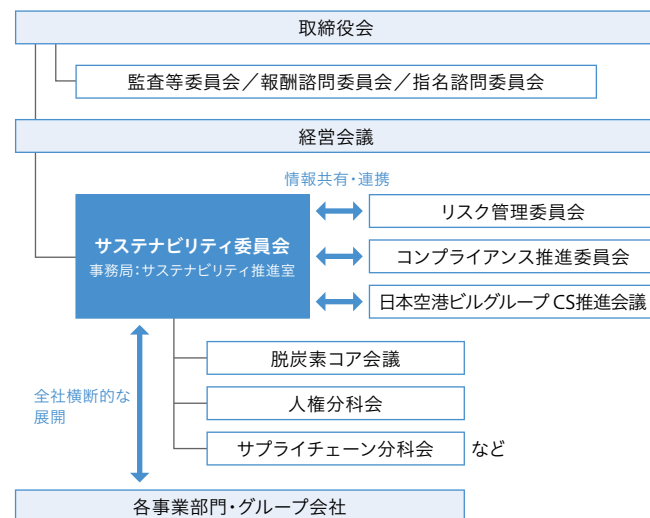 取締役会
監査等委員会／報酬諮問委員会／指名諮問委員会
経営会議
情報共有・連携
サステナビリティ委員会
事務局：サステナビリティ推進室
リスク管理委員会
コンプライアンス推進委員会
日本空港ビルグループ CS推進会議
脱炭素コア会議
人権分科会
サプライチェーン分科会 など
全社横断的な
展開
各事業部門・グループ会社